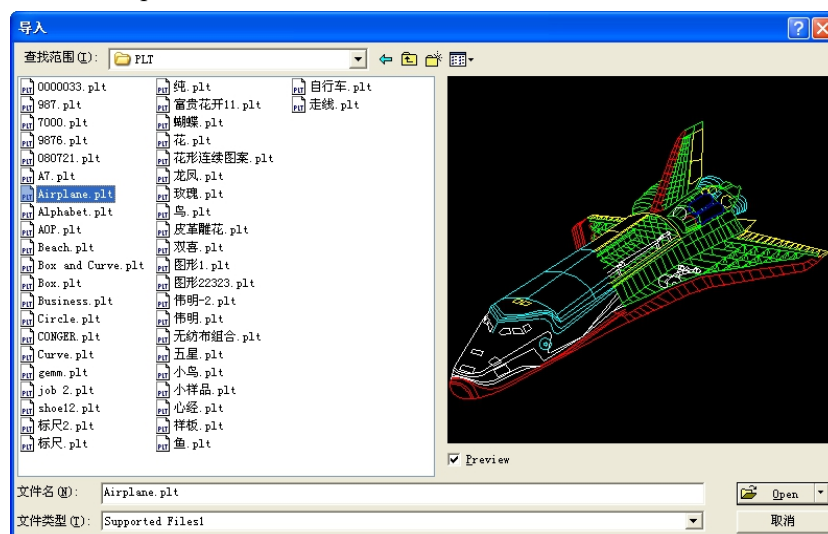 导入
查找范围(I): PLT
0000033.plt
987.plt
7000.plt
9876.plt
080721.plt
A7.plt
Airplane.plt
Alphabet.plt
AOP.plt
Beach.plt
Box and Curve.plt
Box.plt
Business.plt
Circle.plt
CONGER.plt
Curve.plt
gemm.plt
job 2.plt
shoe12.plt
标尺2.plt
标尺.plt
纯.plt
富贵花开11.plt
蝴蝶.plt
花.plt
花形连续图案.plt
龙凤.plt
玫瑰.plt
鸟.plt
皮革雕花.plt
双喜.plt
图形1.plt
图形22323.plt
伟明-2.plt
伟明.plt
无纺布组合.plt
五星.plt
小鸟.plt
小样品.plt
心经.plt
样板.plt
鱼.plt
自行车.plt
走线.plt
Preview
文件名(N): Airplane.plt
Open
文件类型(T): Supported Files1
取消